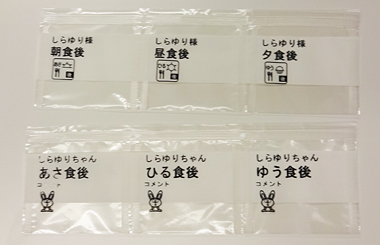 しらゆり様
朝食後
しらゆり様
昼食後
しらゆり様
夕食後
しらゆりちゃん
あさ食後
しらゆりちゃん
ひる食後
コメント
しらゆりちゃん
ゆう食後
コメント